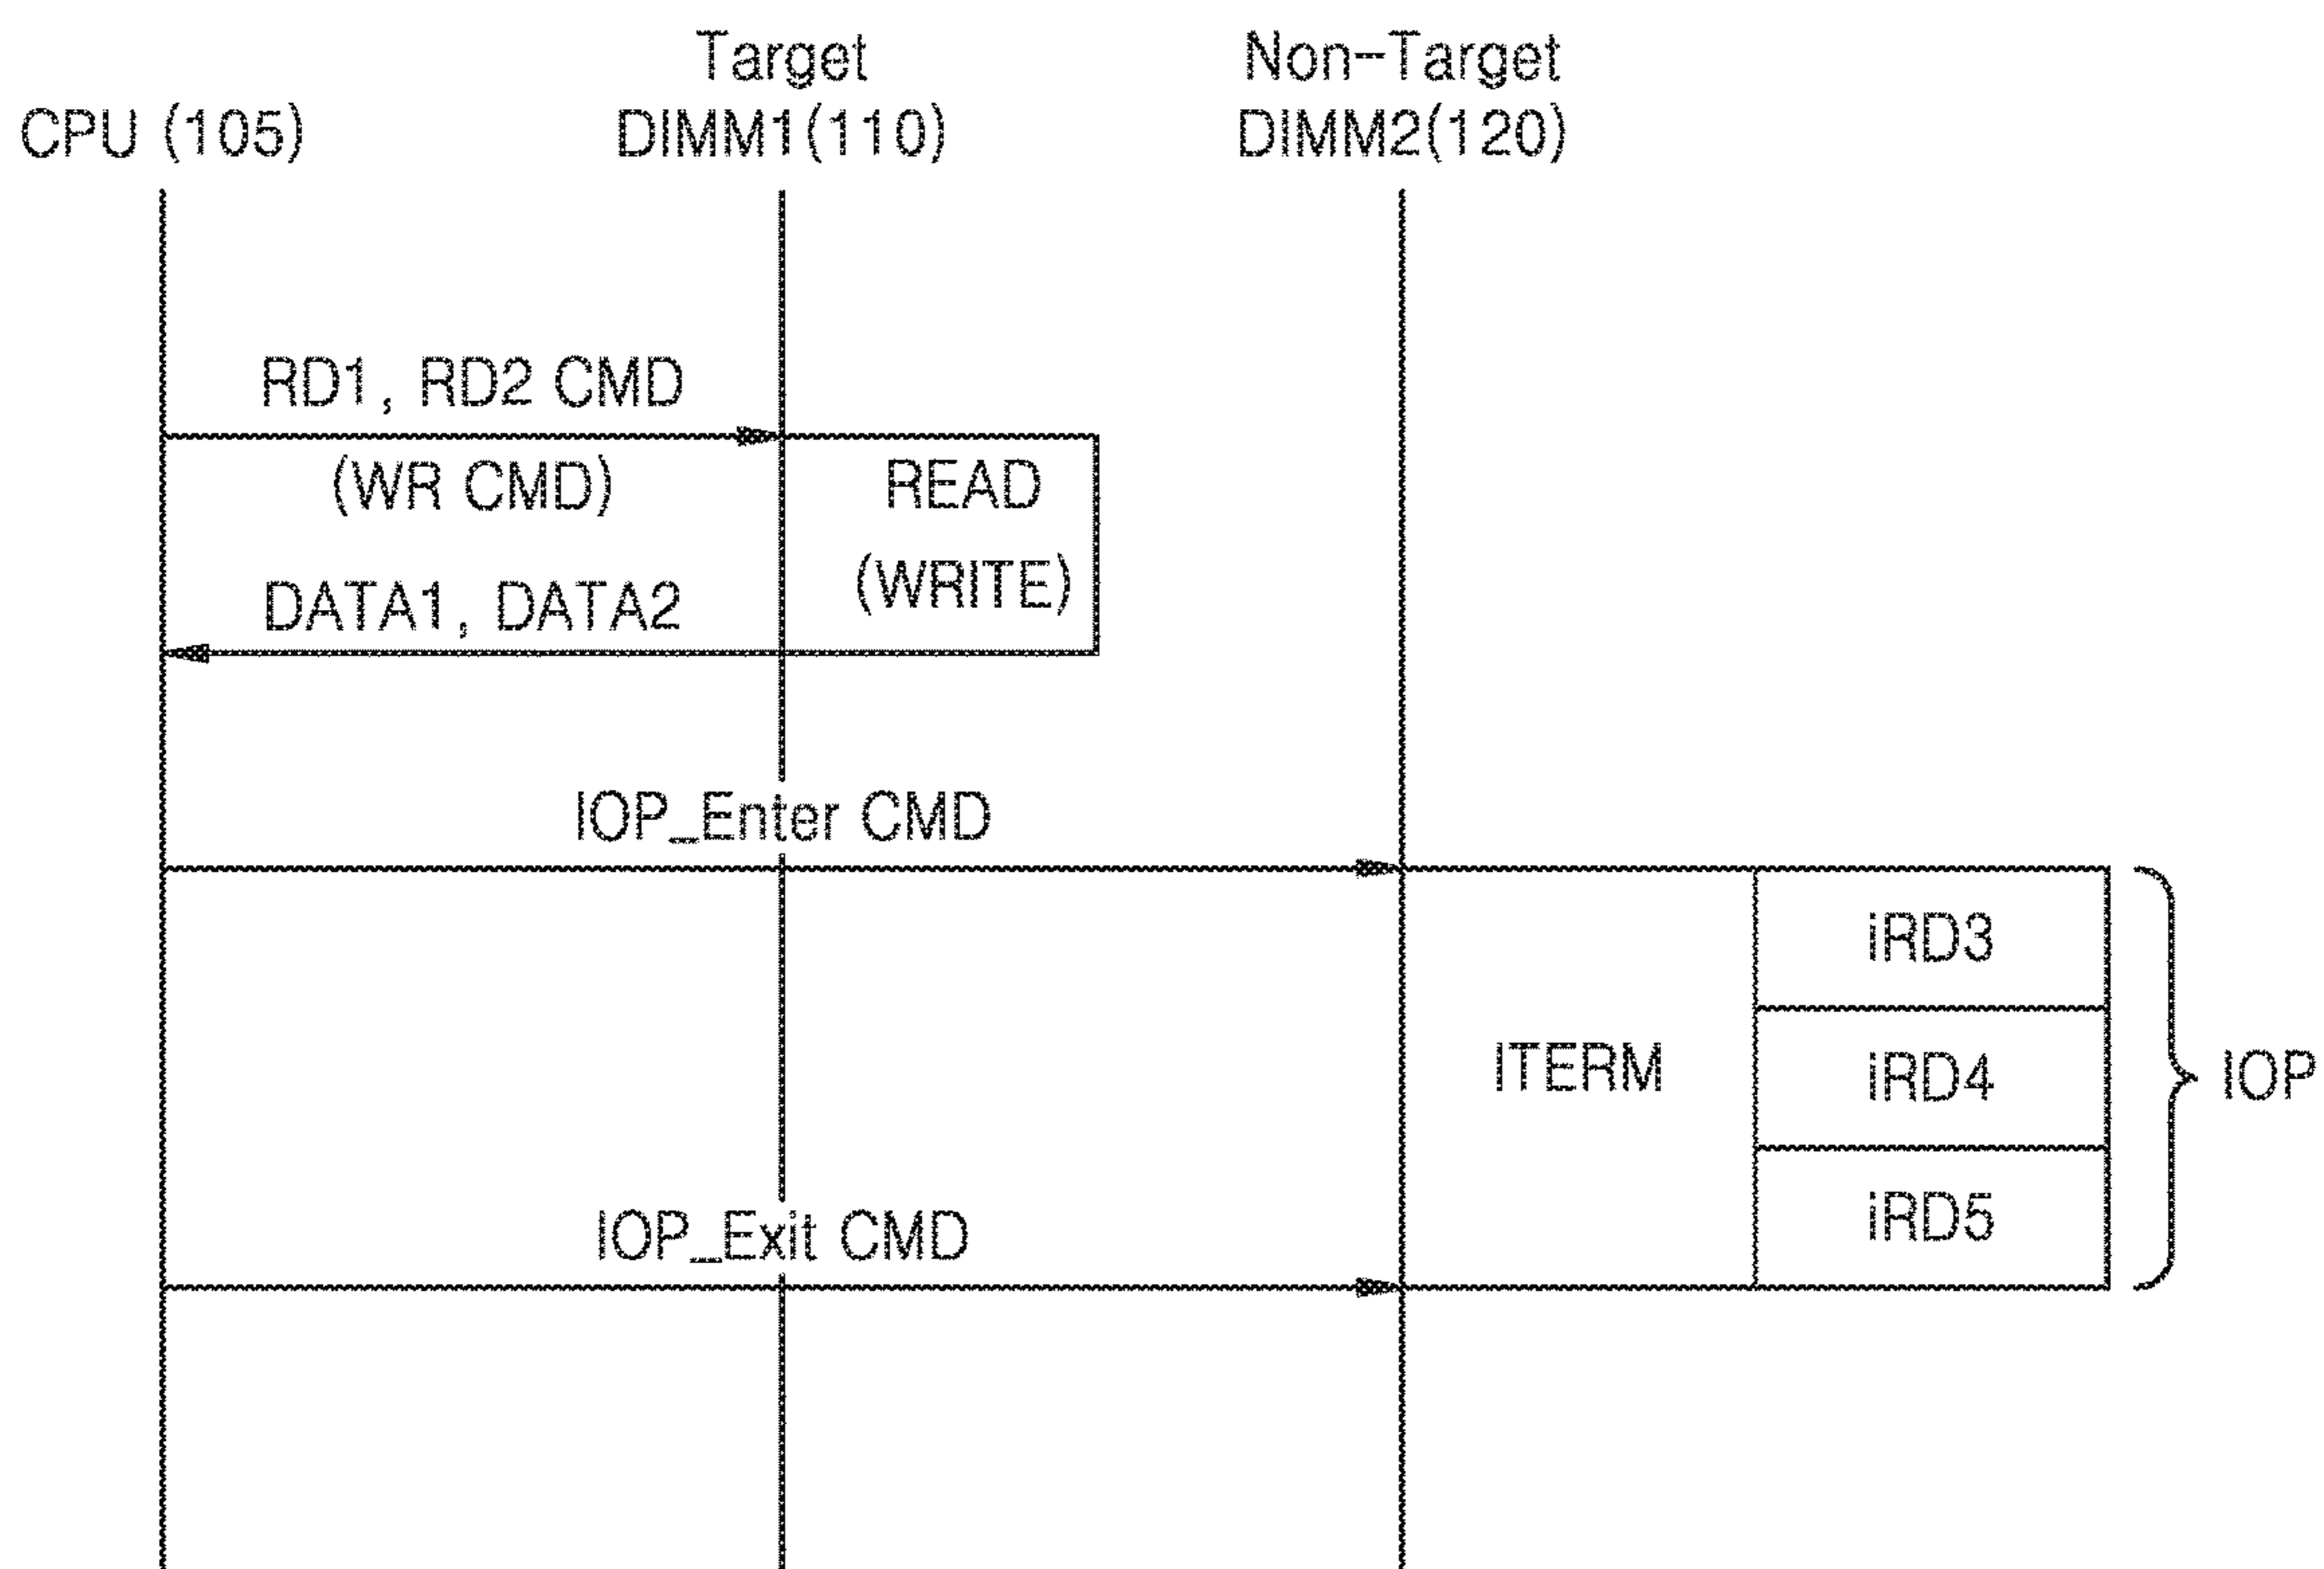 CPU (105)
Target
DIMM1(110)
Non-Target
DIMM2(120)
RD1, RD2 CMD
(WR CMD)
READ
(WRITE)
DATA1, DATA2
IOP_Enter CMD
ITERM
iRD3
iRD4
iRD5
IOP
IOP_Exit CMD